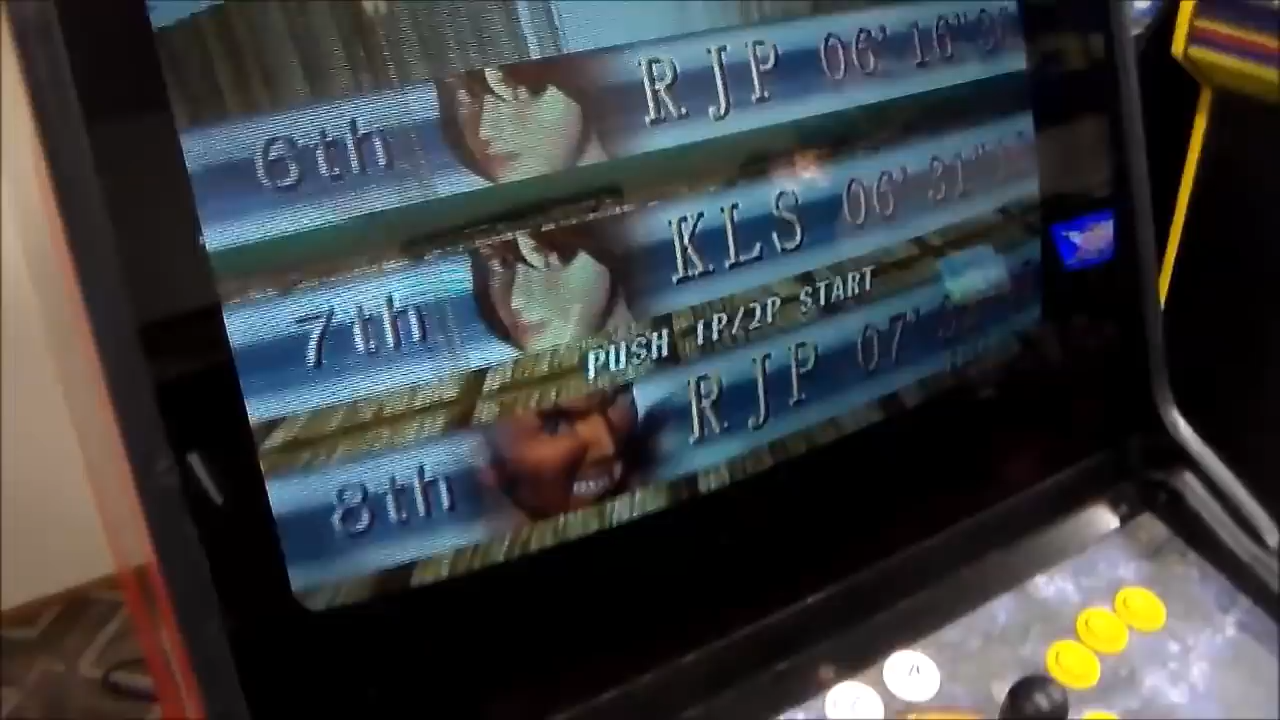 6th RJP 06'16"
7th KLS 06'31"
PUSH 1P/2P START
8th RJP 07'